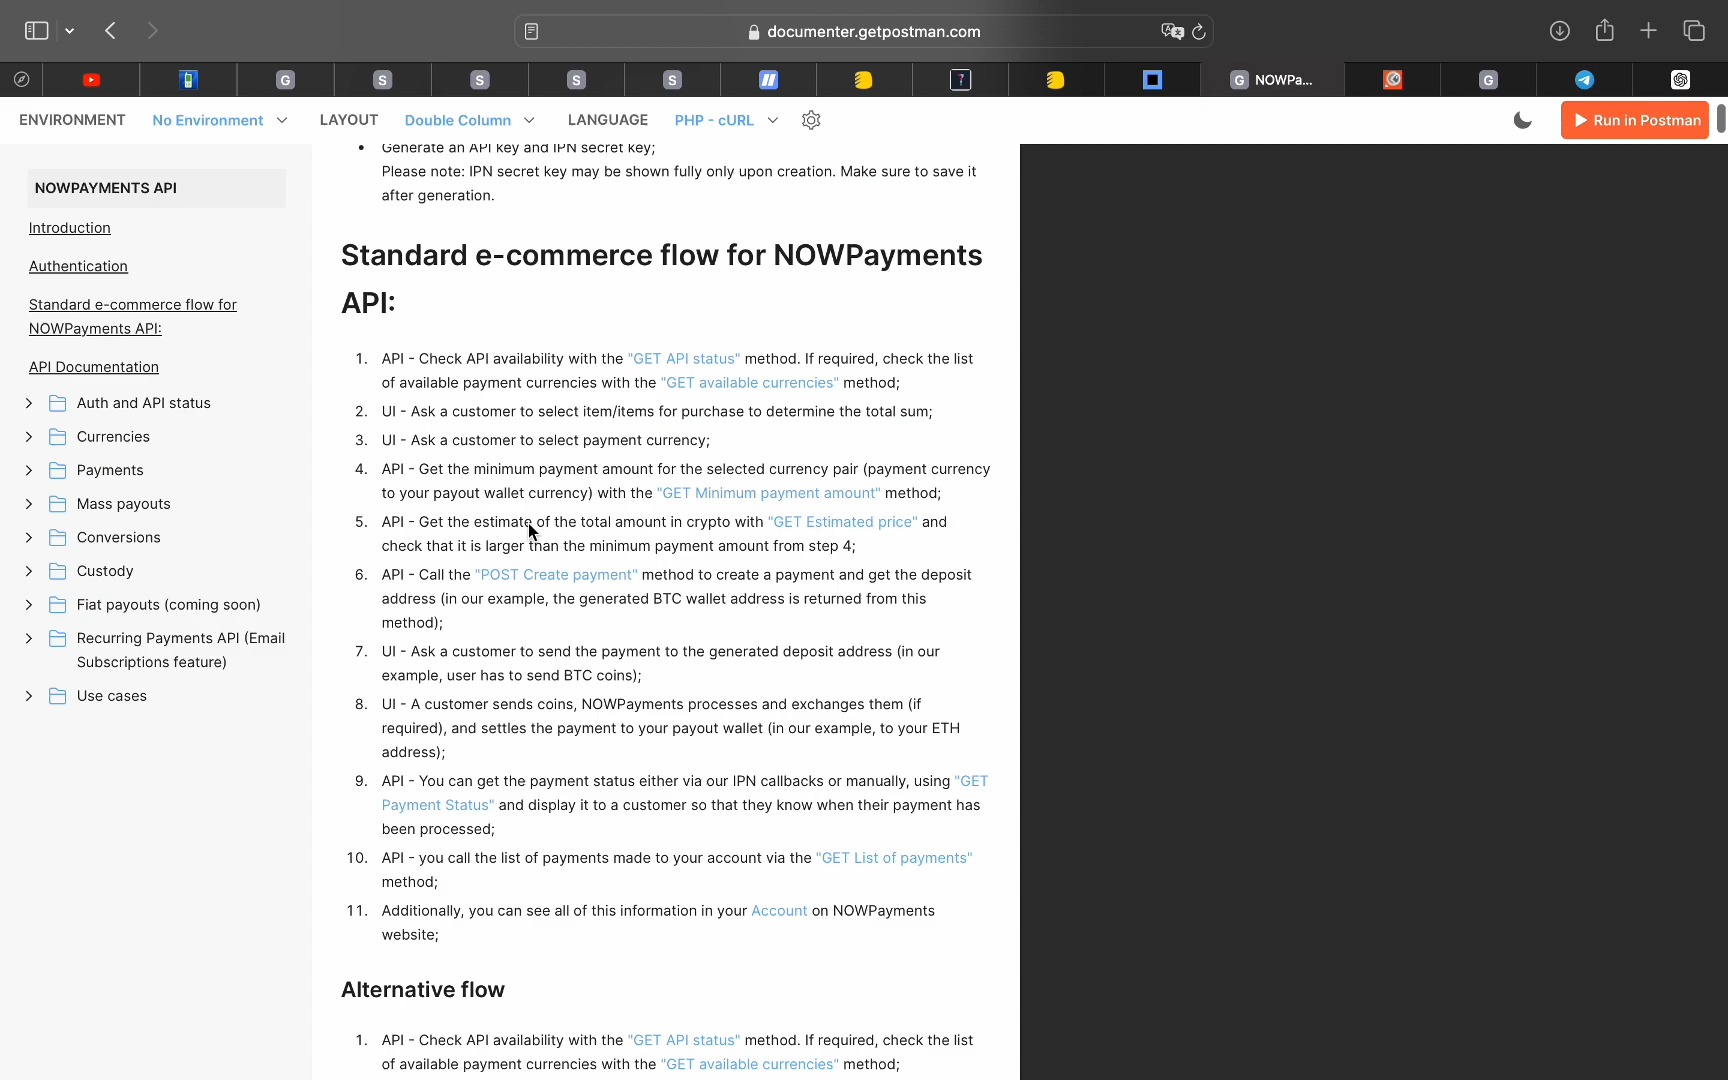 documenter.getpostman.com
S
S
S
S
G
G NOWPa...
G
ENVIRONMENT No Environment LAYOUT Double Column LANGUAGE PHP - cURL Run in Postman
NOWPAYMENTS API
Introduction
Authentication
Standard e-commerce flow for
NOWPayments API:
API Documentation
Auth and API status
Currencies
Payments
Mass payouts
Conversions
Custody
Fiat payouts (coming soon)
Recurring Payments API (Email
Subscriptions feature)
Use cases
• Generate an API key and IPN secret key;
Please note: IPN secret key may be shown fully only upon creation. Make sure to save it
after generation.
Standard e-commerce flow for NOWPayments
API:
1. API - Check API availability with the "GET API status" method. If required, check the list
of available payment currencies with the "GET available currencies" method;
2. UI - Ask a customer to select item/items for purchase to determine the total sum;
3. UI - Ask a customer to select payment currency;
4. API - Get the minimum payment amount for the selected currency pair (payment currency
to your payout wallet currency) with the "GET Minimum payment amount" method;
5. API - Get the estimate of the total amount in crypto with "GET Estimated price" and
check that it is larger than the minimum payment amount from step 4;
6. API - Call the "POST Create payment" method to create a payment and get the deposit
address (in our example, the generated BTC wallet address is returned from this
method);
7. UI - Ask a customer to send the payment to the generated deposit address (in our
example, user has to send BTC coins);
8. UI - A customer sends coins, NOWPayments processes and exchanges them (if
required), and settles the payment to your payout wallet (in our example, to your ETH
address);
9. API - You can get the payment status either via our IPN callbacks or manually, using "GET
Payment Status" and display it to a customer so that they know when their payment has
been processed;
10. API - you call the list of payments made to your account via the "GET List of payments"
method;
11. Additionally, you can see all of this information in your Account on NOWPayments
website;
Alternative flow
1. API - Check API availability with the "GET API status" method. If required, check the list
of available payment currencies with the "GET available currencies" method;